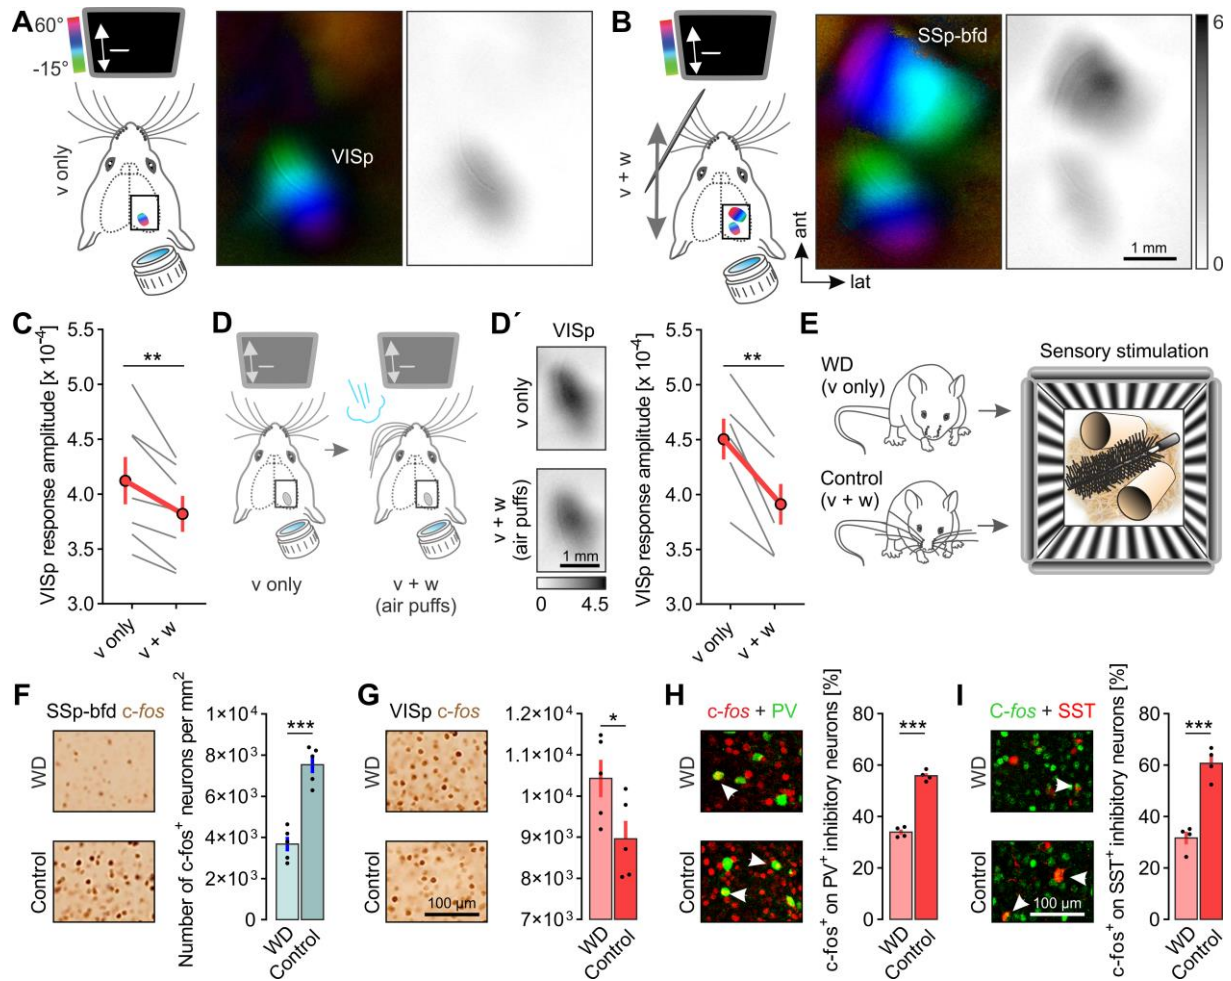 A
60°
-15°
v only
VISp
B
v + w
SSp-bfd
ant
lat
1 mm
6
0
C
VISp response amplitude [x 10⁻⁴]
5.5
5.0
4.5
4.0
3.5
3.0
**
v only
v + w
D
v only
v + w
(air puffs)
D´
VISp
v only
v + w
(air puffs)
1 mm
0
4.5
VISp response amplitude [x 10⁻⁴]
5.5
5.0
4.5
4.0
3.5
3.0
**
v only
v + w
E
WD
(v only)
Control
(v + w)
Sensory stimulation
F
SSp-bfd c-fos
WD
Control
Number of c-fos⁺ neurons per mm²
1×10⁴
8×10³
6×10³
4×10³
2×10³
0
***
WD
Control
G
VISp c-fos
WD
Control
100 µm
1.2×10⁴
1.1×10⁴
1×10⁴
9×10³
8×10³
7×10³
*
WD
Control
H
c-fos + PV
WD
Control
c-fos⁺ on PV⁺ inhibitory neurons [%]
80
60
40
20
0
***
WD
Control
I
C-fos + SST
WD
Control
100 µm
c-fos⁺ on SST⁺ inhibitory neurons [%]
80
60
40
20
0
***
WD
Control